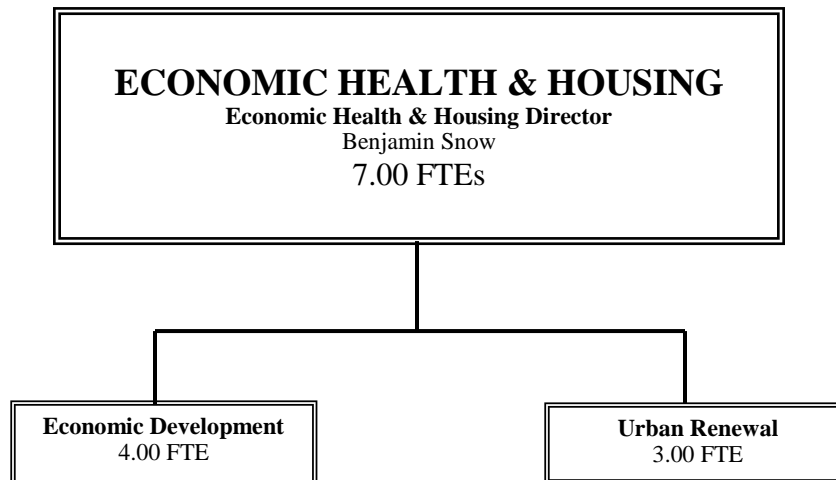 ECONOMIC HEALTH & HOUSING
Economic Health & Housing Director
Benjamin Snow
7.00 FTEs
Economic Development
4.00 FTE
Urban Renewal
3.00 FTE